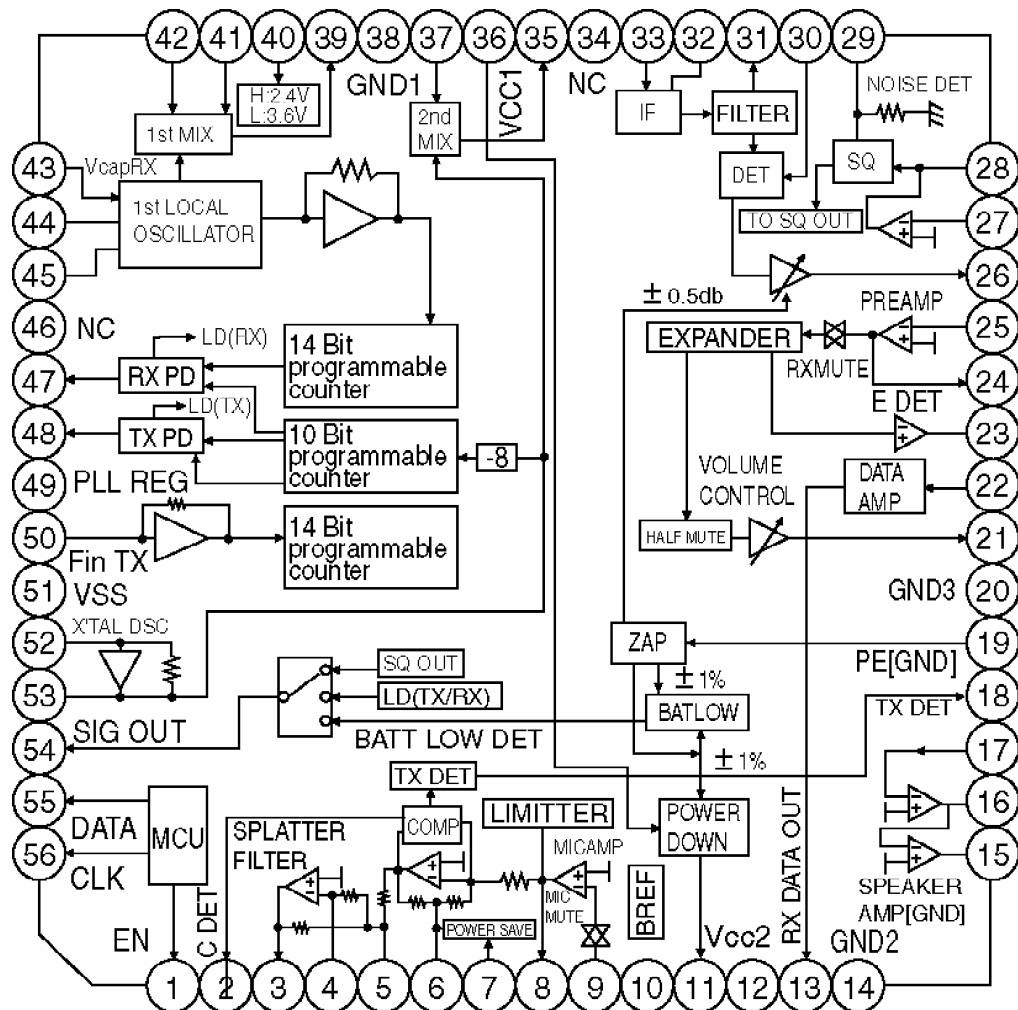 42 41 40 39 38 37 36 35 34 33 32 31 30 29
GND1
VCC1
NC
NOISE DET
H:2.4V
L:3.6V
1st MIX
2nd
MIX
IF
FILTER
DET
SQ
TO SQ OUT
43
VcapRX
28
44
1st LOCAL
OSCILLATOR
27
45
26
± 0.5db
46
NC
PREAMP
25
EXPANDER
RXMUTE
LD(RX)
14 Bit
programmable
counter
47
RX PD
24
E DET
LD(TX)
48
TX PD
10 Bit
programmable
counter
-8
23
49
PLL REG
VOLUME
CONTROL
DATA
AMP
22
50
Fin TX
14 Bit
programmable
counter
HALF MUTE
21
51
VSS
GND3
20
52
X'TAL DSC
ZAP
19
PE[GND]
53
SQ OUT
LD(TX/RX)
± 1%
BATLOW
TX DET
18
54
SIG OUT
BATT LOW DET
± 1%
17
TX DET
55
DATA
MCU
SPLATTER
FILTER
COMP
LIMITTER
POWER
DOWN
RX DATA OUT
16
56
CLK
MICAMP
MIC
MUTE
BREF
15
SPEAKER
AMP[GND]
EN
C DET
POWER SAVE
Vcc2
GND2
1 2 3 4 5 6 7 8 9 10 11 12 13 14